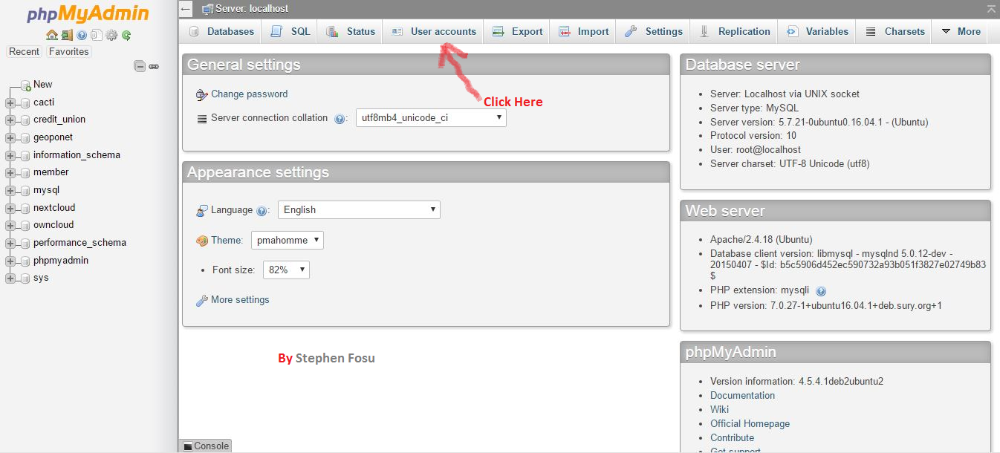 phpMyAdmin
Recent Favorites
New
cacti
credit_union
geoponet
information_schema
member
mysql
nextcloud
owncloud
performance_schema
phpmyadmin
sys
Server: localhost
Databases SQL Status User accounts Export Import Settings Replication Variables Charsets More
General settings
Change password
Click Here
Server connection collation : utf8mb4_unicode_ci
Appearance settings
Language : English
Theme: pmahomme
Font size: 82%
More settings
By Stephen Fosu
Database server
Server: Localhost via UNIX socket
Server type: MySQL
Server version: 5.7.21-0ubuntu0.16.04.1 - (Ubuntu)
Protocol version: 10
User: root@localhost
Server charset: UTF-8 Unicode (utf8)
Web server
Apache/2.4.18 (Ubuntu)
Database client version: libmysql - mysqlnd 5.0.12-dev -
20150407 - $Id: b5c5906d452ec590732a93b051f3827e02749b83
$
PHP extension: mysqli
PHP version: 7.0.27-1+ubuntu16.04.1+deb.sury.org+1
phpMyAdmin
Version information: 4.5.4.1deb2ubuntu2
Documentation
Wiki
Official Homepage
Contribute
Get support
Console